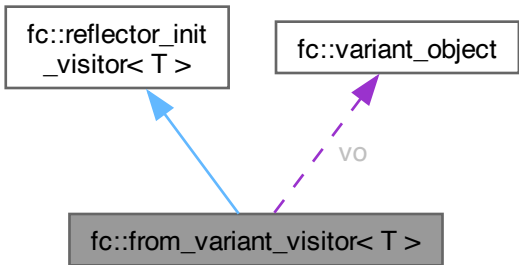 fc::reflector_init
_visitor< T >
fc::variant_object
vo
fc::from_variant_visitor< T >